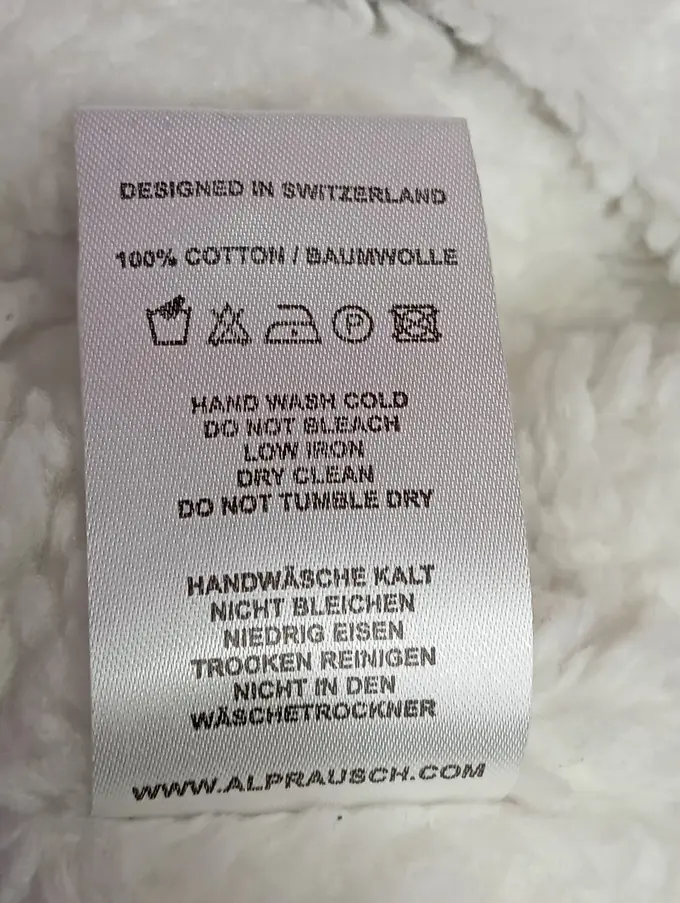 DESIGNED IN SWITZERLAND
100% COTTON / BAUMWOLLE
P
HAND WASH COLD
DO NOT BLEACH
LOW IRON
DRY CLEAN
DO NOT TUMBLE DRY
HANDWÄSCHE KALT
NICHT BLEICHEN
NIEDRIG EISEN
TROOKEN REINIGEN
NICHT IN DEN
WÄSCHETROCKNER
WWW.ALPRAUSCH.COM